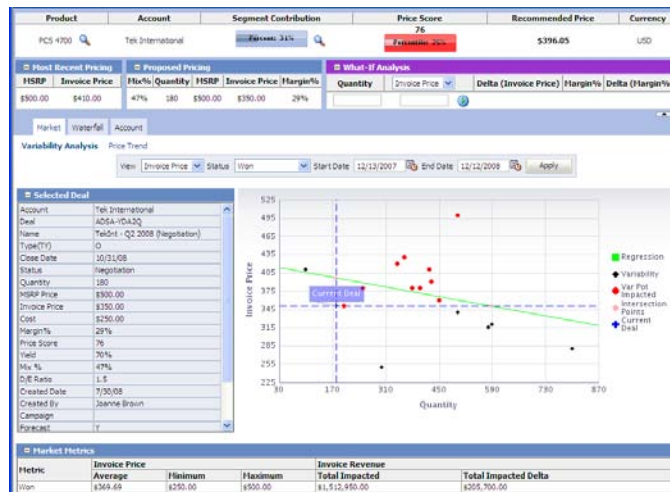 Product Account Segment Contribution Price Score Recommended Price Currency
PCS 4700 Tek International Percent: 31% 76 Percentile: 25% $396.05 USD
Most Recent Pricing Proposed Pricing What-If Analysis
MSRP Invoice Price Mix% Quantity MSRP Invoice Price Margin% Quantity Invoice Price Delta (Invoice Price) Margin% Delta (Margin%)
$500.00 $410.00 47% 180 $500.00 $350.00 29%
Market Waterfall Account
Variability Analysis Price Trend
View Invoice Price Status Won Start Date 12/13/2007 End Date 12/12/2008 Apply
Selected Deal
Account Tek International
Deal ADSA-YDA2Q
Name TekInt - Q2 2008 (Negotiation)
Type(TY) O
Close Date 10/31/08
Status Negotiation
Quantity 180
MSRP Price $500.00
Invoice Price $350.00
Cost $250.00
Margin% 29%
Price Score 76
Yield 70%
Mix % 47%
D/E Ratio 1.5
Created Date 7/30/08
Created By Joanne Brown
Campaign
Forecast Y
Invoice Price
525
495
465
435
405
375
345
315
285
255
225
Current Deal
30 170 310 450 590 730 870
Quantity
Regression
Variability
Var Pot Impacted
Intersection Points
Current Deal
Market Metrics
Metric Invoice Price Invoice Revenue
Average Minimum Maximum Total Impacted Total Impacted Delta
Won $369.69 $250.00 $500.00 $1,512,950.00 $205,700.00